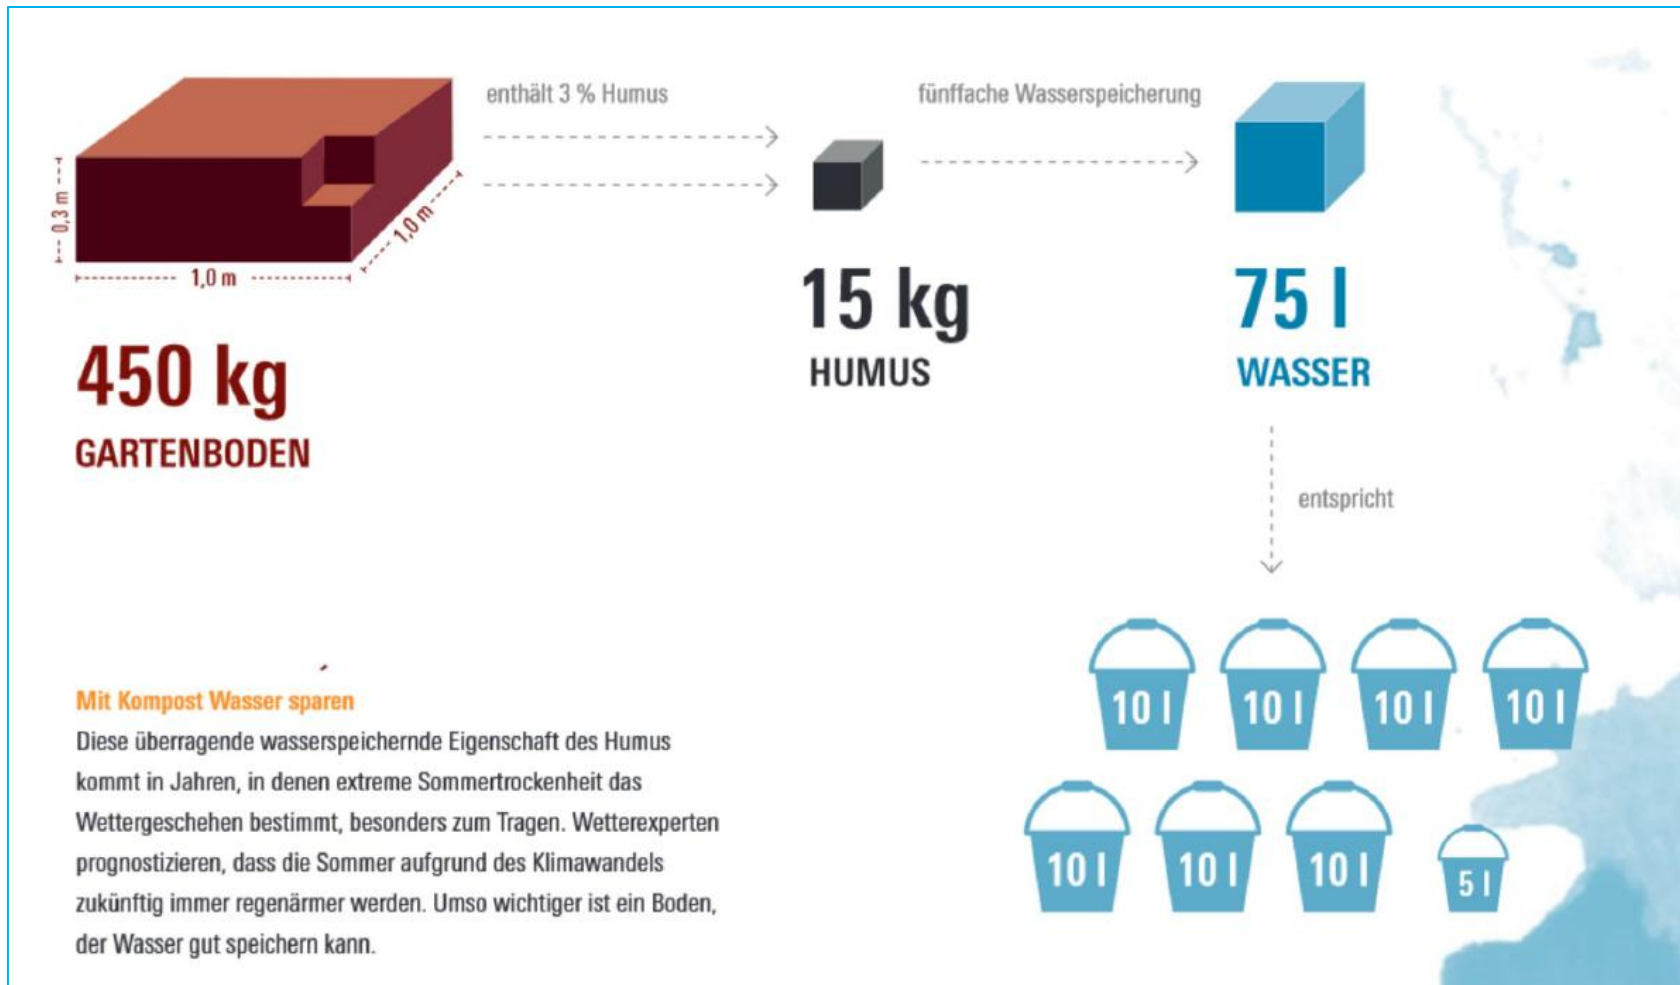 enthält 3 % Humus
fünffache Wasserspeicherung
0,3 m
1,0 m
1,0 m
450 kg
GARTENBODEN
15 kg
HUMUS
75 l
WASSER
entspricht
10 l
10 l
10 l
10 l
10 l
10 l
10 l
5 l
Mit Kompost Wasser sparen
Diese überragende wasserspeichernde Eigenschaft des Humus
kommt in Jahren, in denen extreme Sommertrockenheit das
Wettergeschehen bestimmt, besonders zum Tragen. Wetterexperten
prognostizieren, dass die Sommer aufgrund des Klimawandels
zukünftig immer regenärmer werden. Umso wichtiger ist ein Boden,
der Wasser gut speichern kann.